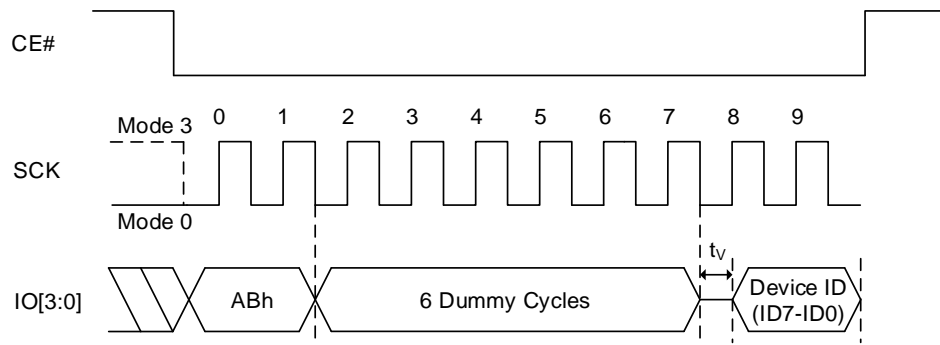 CE#
Mode 3
0 1 2 3 4 5 6 7 8 9
SCK
Mode 0
tV
IO[3:0]
ABh
6 Dummy Cycles
Device ID
(ID7-ID0)